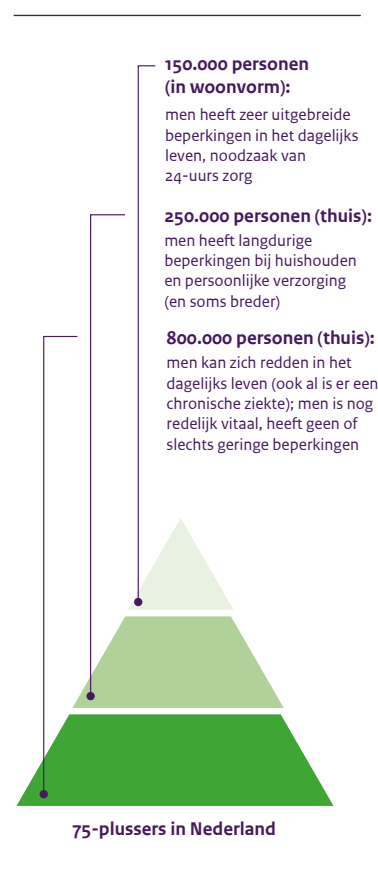 150.000 personen
(in woonvorm):
men heeft zeer uitgebreide
beperkingen in het dagelijks
leven, noodzaak van
24-uurs zorg
250.000 personen (thuis):
men heeft langdurige
beperkingen bij huishouden
en persoonlijke verzorging
(en soms breder)
800.000 personen (thuis):
men kan zich redden in het
dagelijks leven (ook al is er een
chronische ziekte); men is nog
redelijk vitaal, heeft geen of
slechts geringe beperkingen
75-plussers in Nederland